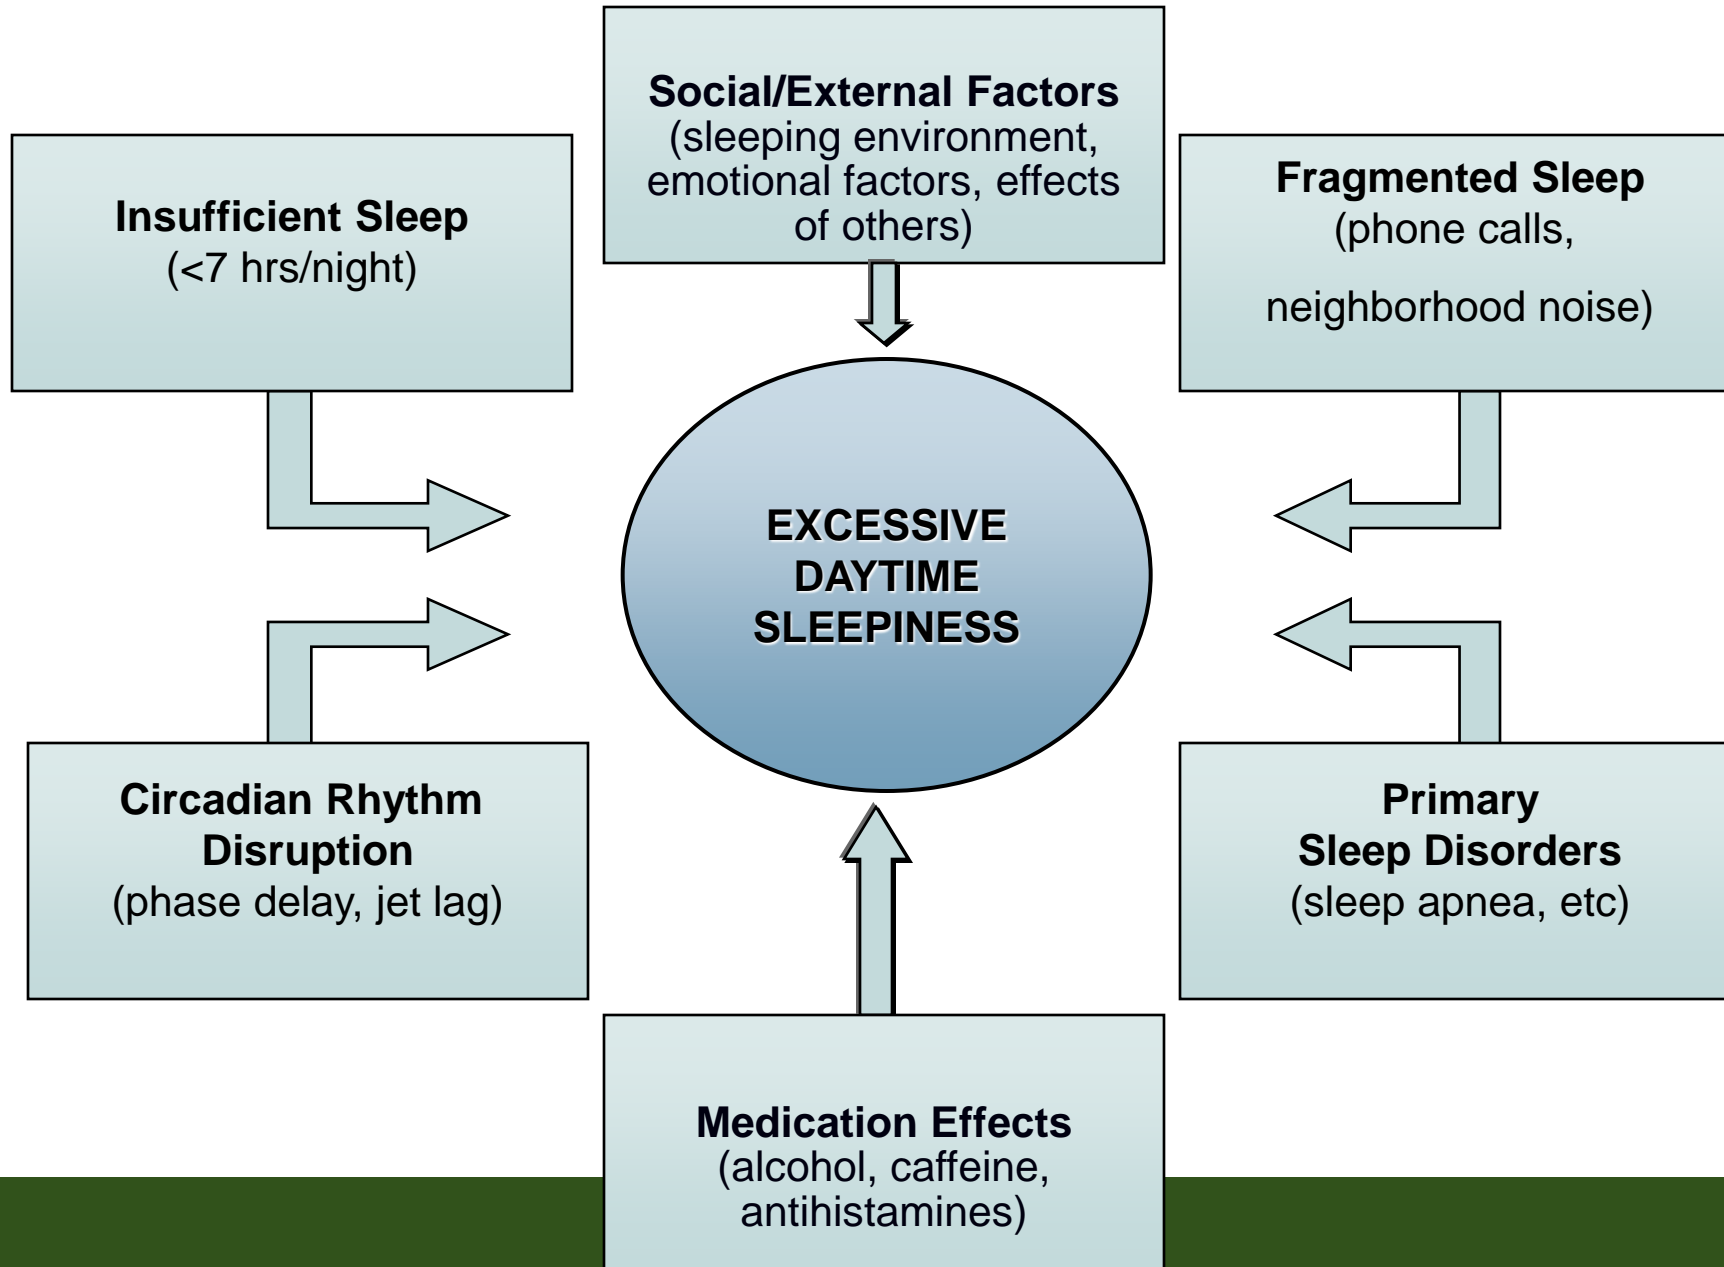 Social/External Factors
(sleeping environment,
emotional factors, effects
of others)
Insufficient Sleep
(<7 hrs/night)
Fragmented Sleep
(phone calls,
neighborhood noise)
EXCESSIVE
DAYTIME
SLEEPINESS
Circadian Rhythm
Disruption
(phase delay, jet lag)
Primary
Sleep Disorders
(sleep apnea, etc)
Medication Effects
(alcohol, caffeine,
antihistamines)